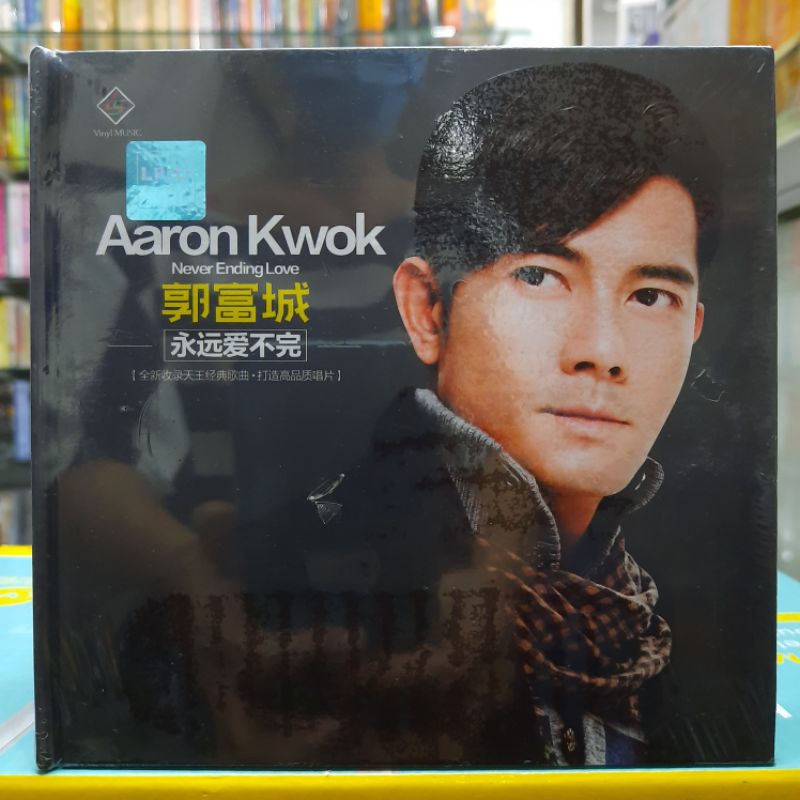 Vinyl MUSIC
Aaron Kwok
Never Ending Love
郭富城
永远爱不完
【 全新收录天王经典歌曲·打造高品质唱片 】